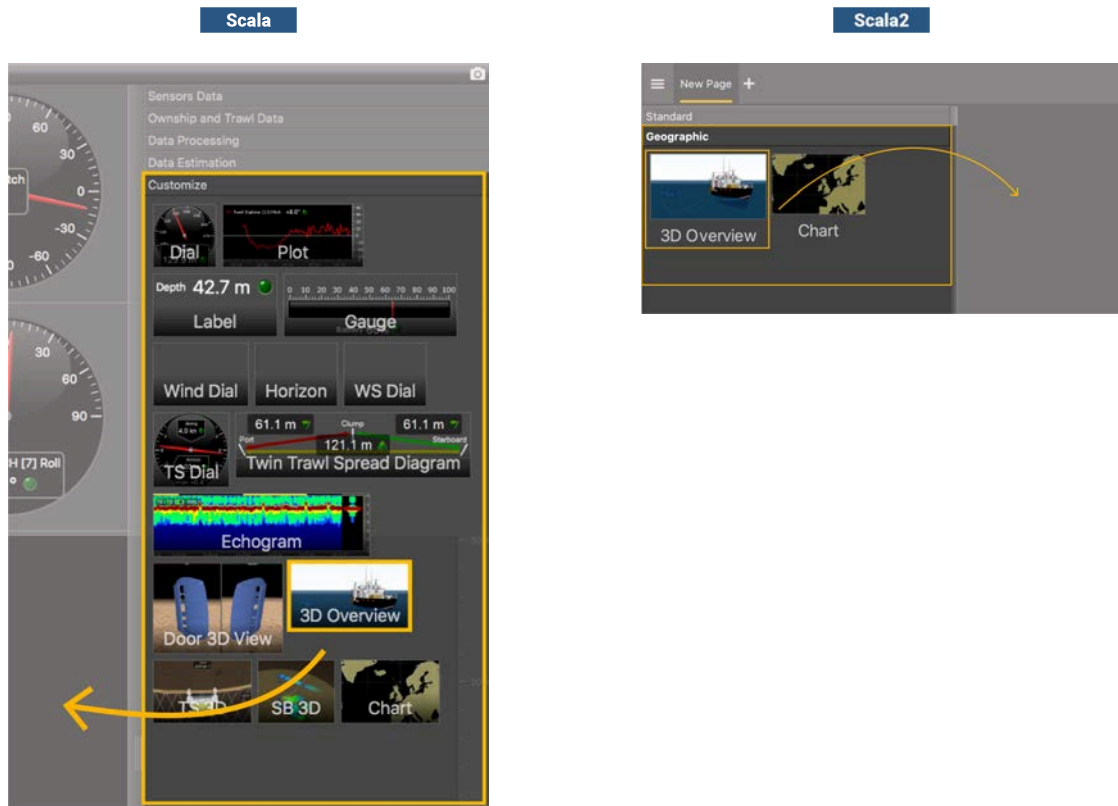 Scala
Scala2
60
30
0
-30
-60
tch
30
60
90
H [7] Roll
Sensors Data
Ownship and Trawl Data
Data Processing
Data Estimation
Customize
Dial
Plot
Depth 42.7 m
0 10 20 30 40 50 60 70 80 90 100
Label
Gauge
Wind Dial
Horizon
WS Dial
61.1 m
Clump
61.1 m
Port
Starboard
121.1 m
TS Dial
Twin Trawl Spread Diagram
Echogram
3D Overview
Door 3D View
TS 3D
SB 3D
Chart
New Page +
Standard
Geographic
3D Overview
Chart